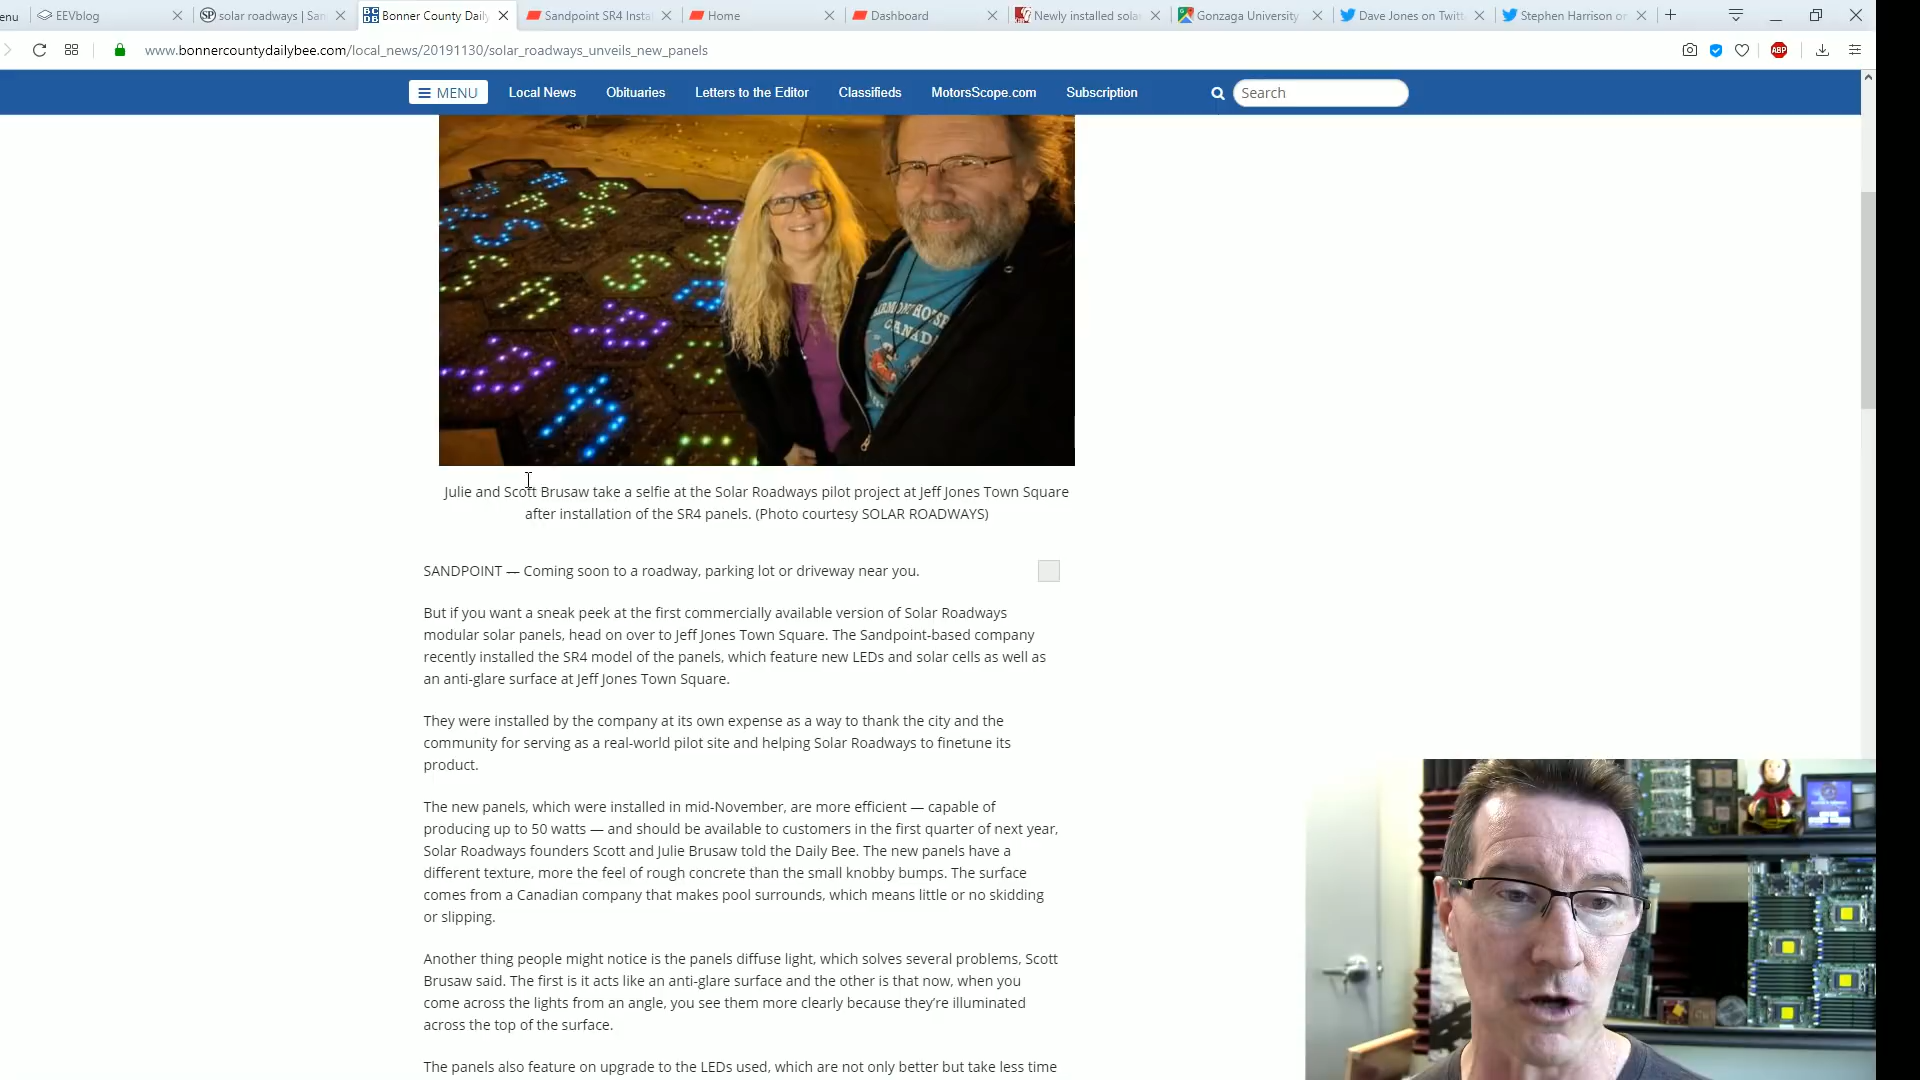 enu
EEVblog
solar roadways | San
Bonner County Daily
Sandpoint SR4 Insta
Home
Dashboard
Newly installed sola
Gonzaga University
Dave Jones on Twitt
Stephen Harrison on
www.bonnercountydailybee.com/local_news/20191130/solar_roadways_unveils_new_panels
ABP
MENU
Local News
Obituaries
Letters to the Editor
Classifieds
MotorsScope.com
Subscription
Search
Julie and Scott Brusaw take a selfie at the Solar Roadways pilot project at Jeff Jones Town Square
after installation of the SR4 panels. (Photo courtesy SOLAR ROADWAYS)
SANDPOINT — Coming soon to a roadway, parking lot or driveway near you.
But if you want a sneak peek at the first commercially available version of Solar Roadways
modular solar panels, head on over to Jeff Jones Town Square. The Sandpoint-based company
recently installed the SR4 model of the panels, which feature new LEDs and solar cells as well as
an anti-glare surface at Jeff Jones Town Square.
They were installed by the company at its own expense as a way to thank the city and the
community for serving as a real-world pilot site and helping Solar Roadways to finetune its
product.
The new panels, which were installed in mid-November, are more efficient — capable of
producing up to 50 watts — and should be available to customers in the first quarter of next year,
Solar Roadways founders Scott and Julie Brusaw told the Daily Bee. The new panels have a
different texture, more the feel of rough concrete than the small knobby bumps. The surface
comes from a Canadian company that makes pool surrounds, which means little or no skidding
or slipping.
Another thing people might notice is the panels diffuse light, which solves several problems, Scott
Brusaw said. The first is it acts like an anti-glare surface and the other is that now, when you
come across the lights from an angle, you see them more clearly because they're illuminated
across the top of the surface.
The panels also feature on upgrade to the LEDs used, which are not only better but take less time